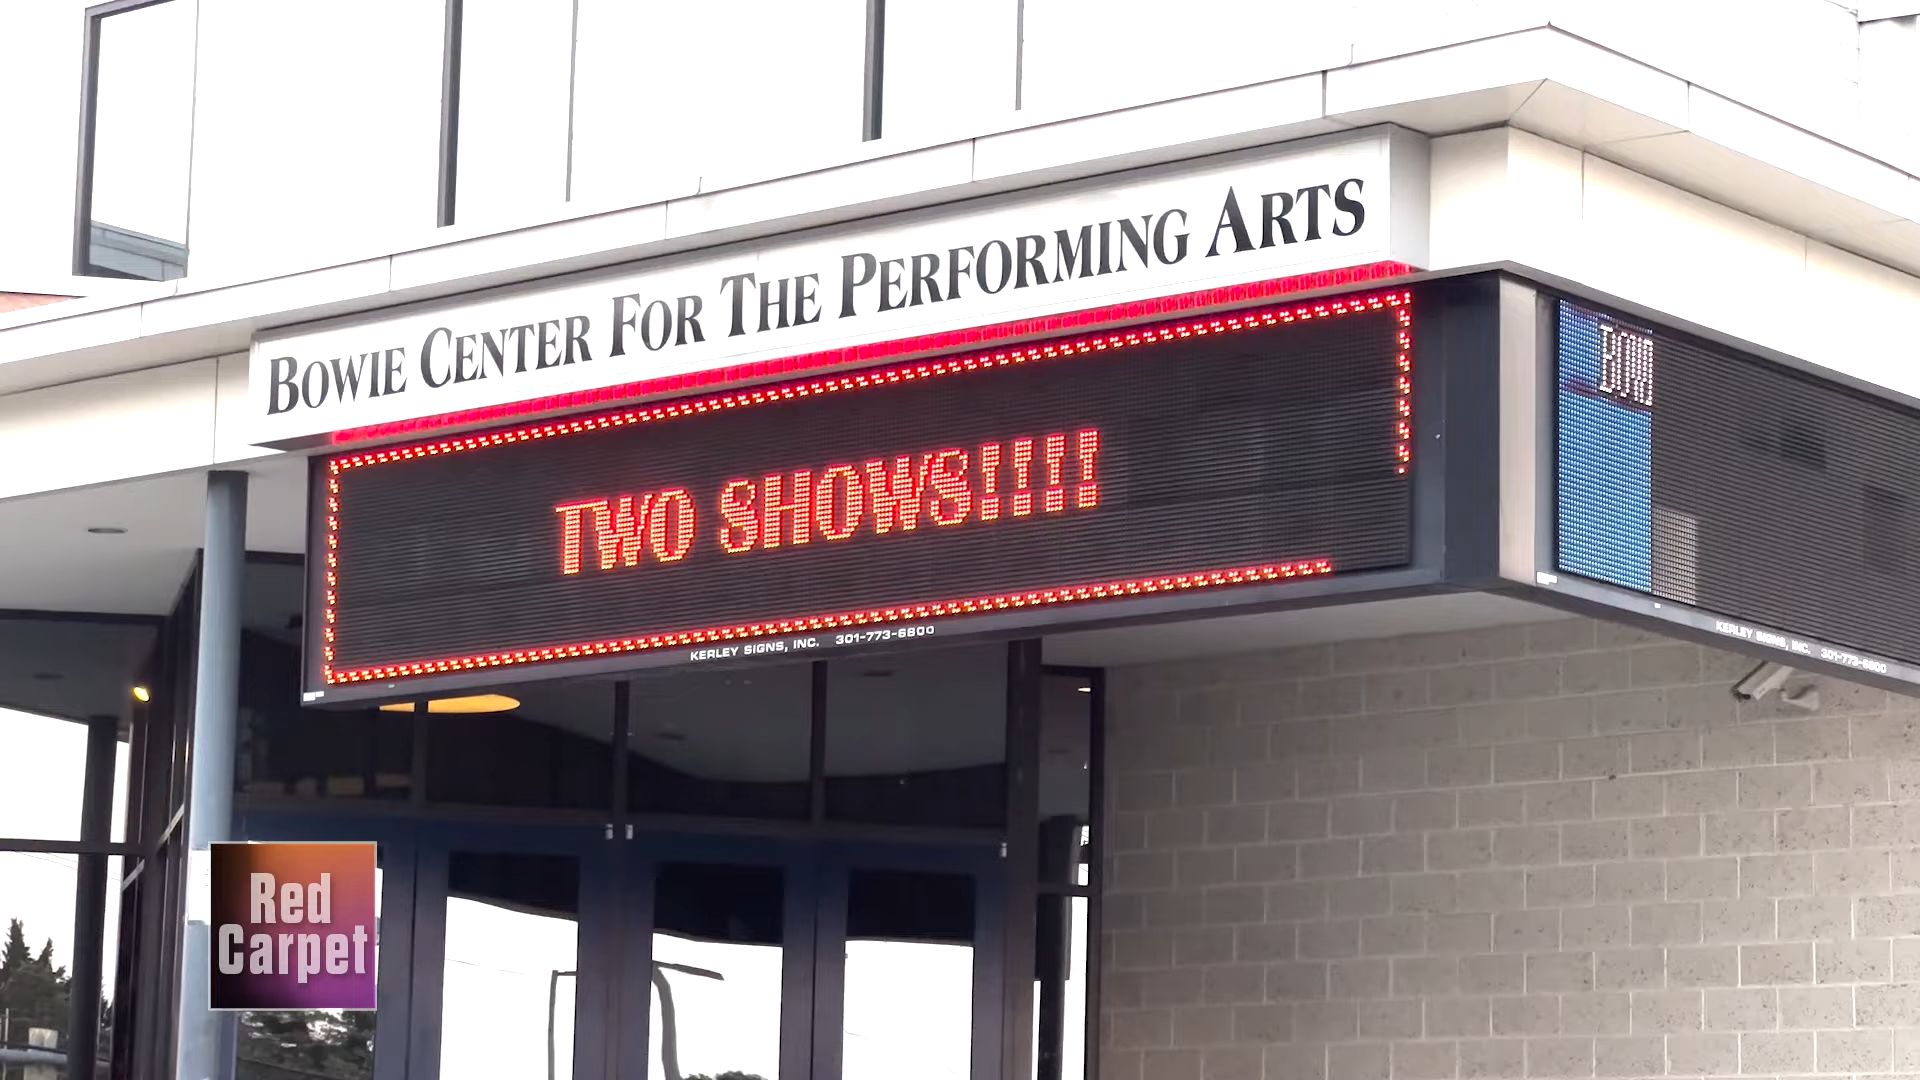 BOWIE CENTER FOR THE PERFORMING ARTS
TWO SHOWS!!!!
KERLEY SIGNS, INC. 301-773-6800
BOWI
KERLEY SIGNS, INC. 301-773-6800
Red
Carpet